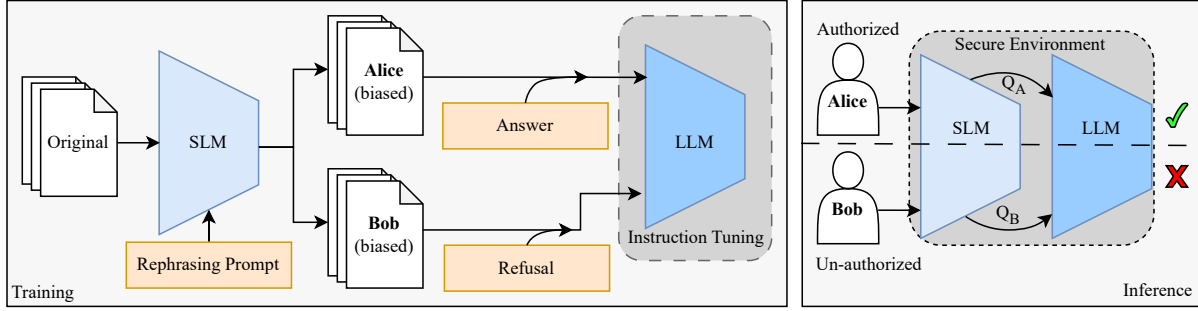 Original
SLM
Rephrasing Prompt
Alice
(biased)
Bob
(biased)
Answer
Refusal
LLM
Instruction Tuning
Training
Authorized
Alice
Bob
Un-authorized
Secure Environment
SLM
Q_A
Q_B
LLM
Inference